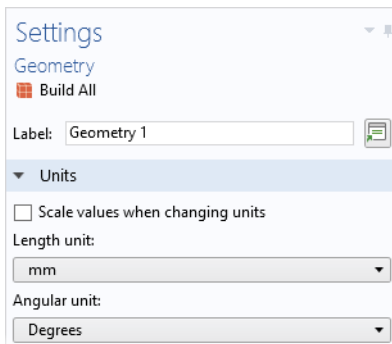 Settings
Geometry
Build All
Label: Geometry 1
Units
Scale values when changing units
Length unit:
mm
Angular unit:
Degrees